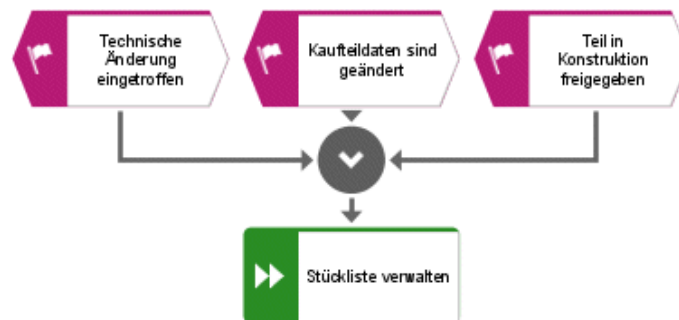 Technische
Änderung
eingetroffen
Kaufteildaten sind
geändert
Teil in
Konstruktion
freigegeben
Stückliste verwalten